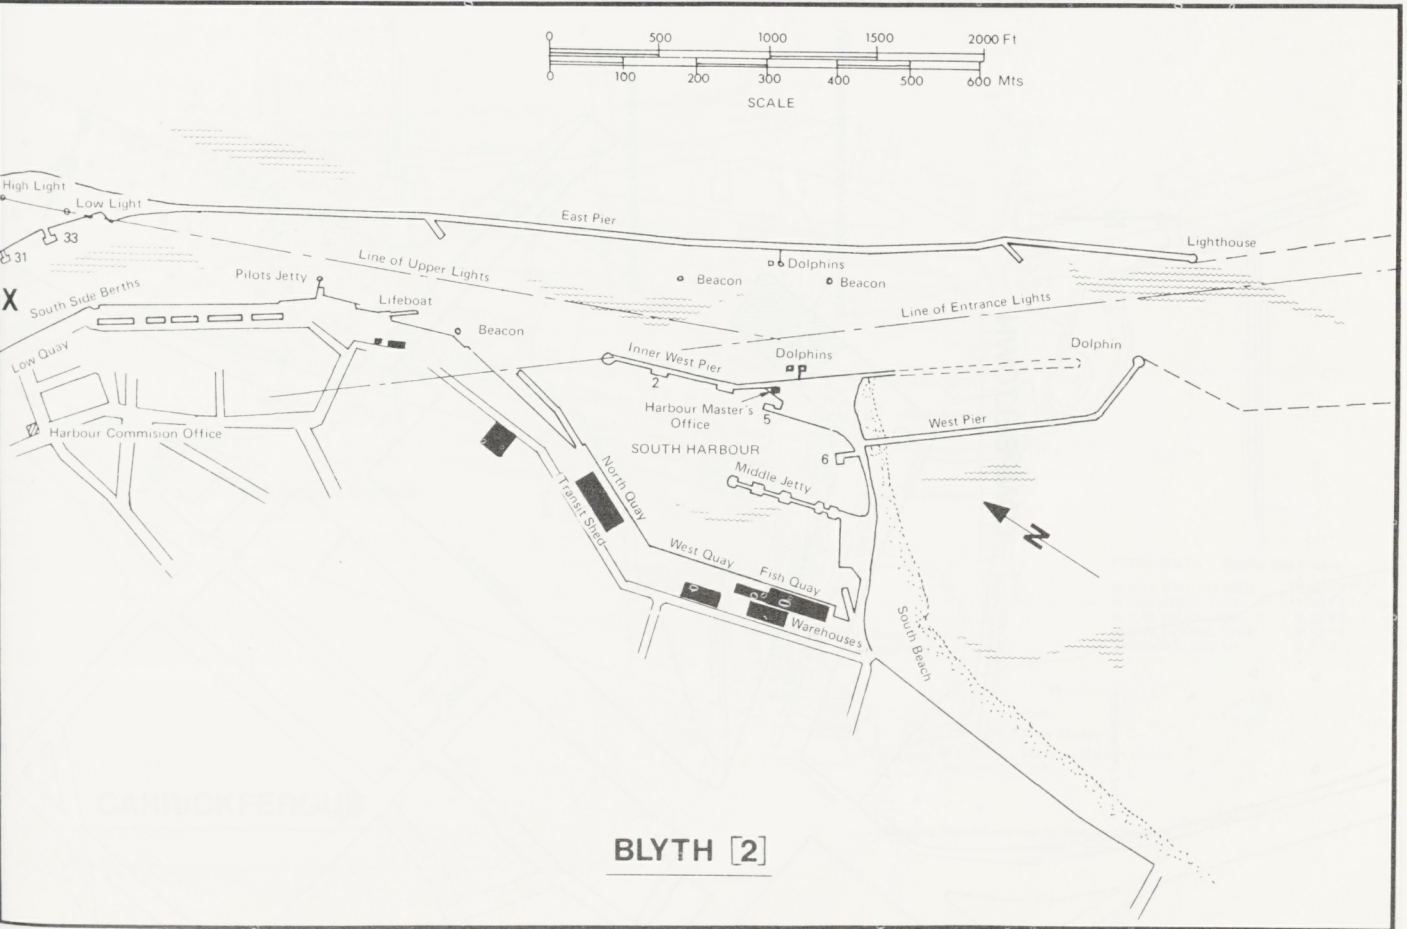 0 500 1000 1500 2000 Ft
0 100 200 300 400 500 600 Mts
SCALE
High Light
Low Light
33
31
X
East Pier
Lighthouse
Line of Upper Lights
Dolphins
Beacon
Beacon
Pilots Jetty
South Side Berths
Lifeboat
Line of Entrance Lights
Beacon
Low Quay
Inner West Pier
Dolphins
Dolphin
2
Harbour Master's
Office
5
West Pier
Harbour Commision Office
SOUTH HARBOUR
6
Middle Jetty
North Quay
Transit Shed
N
West Quay
Fish Quay
Warehouses
South Beach
BLYTH [2]